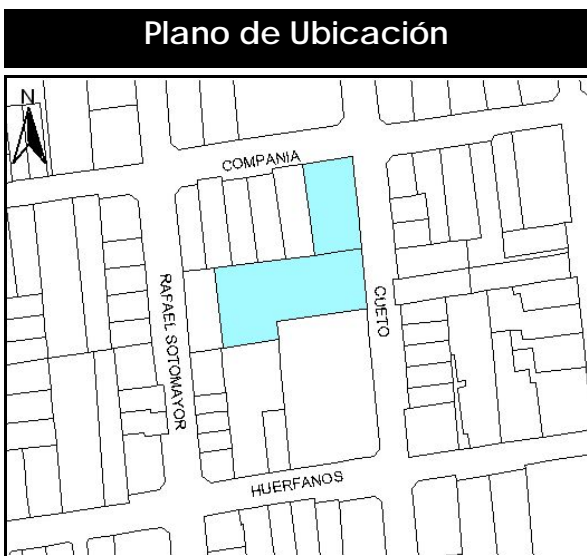 Plano de Ubicación
N
COMPANIA
RAFAEL SOTOMAYOR
CUETO
HUERFANOS